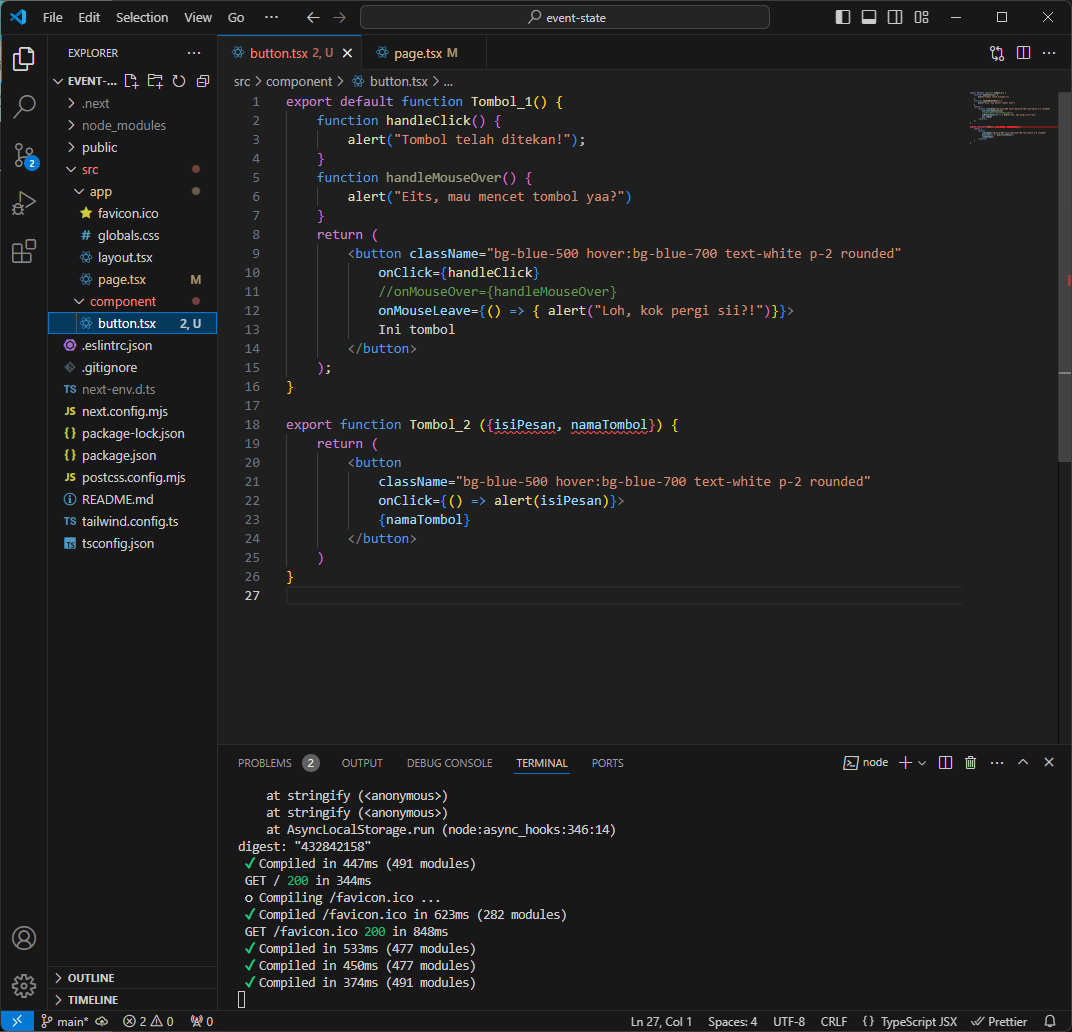 File Edit Selection View Go ··· event-state
EXPLORER ···
EVENT-...
.next
node_modules
public
src
app
favicon.ico
# globals.css
layout.tsx
page.tsx M
component
button.tsx 2, U
.eslintrc.json
.gitignore
TS next-env.d.ts
JS next.config.mjs
{} package-lock.json
{} package.json
JS postcss.config.mjs
README.md
TS tailwind.config.ts
TS tsconfig.json
OUTLINE
TIMELINE
2
button.tsx 2, U page.tsx M
src > component > button.tsx > ...
1 export default function Tombol_1() {
2 function handleClick() {
3 alert("Tombol telah ditekan!");
4 }
5 function handleMouseOver() {
6 alert("Eits, mau mencet tombol yaa?")
7 }
8 return (
9 <button className="bg-blue-500 hover:bg-blue-700 text-white p-2 rounded"
10 onClick={handleClick}
11 //onMouseOver={handleMouseOver}
12 onMouseLeave={() => { alert("Loh, kok pergi sii?!")}}>
13 Ini tombol
14 </button>
15 );
16 }
17
18 export function Tombol_2 ({isiPesan, namaTombol}) {
19 return (
20 <button
21 className="bg-blue-500 hover:bg-blue-700 text-white p-2 rounded"
22 onClick={() => alert(isiPesan)}>
23 {namaTombol}
24 </button>
25 )
26 }
27
PROBLEMS 2 OUTPUT DEBUG CONSOLE TERMINAL PORTS node
at stringify (<anonymous>)
at stringify (<anonymous>)
at AsyncLocalStorage.run (node:async_hooks:346:14)
digest: "432842158"
✓ Compiled in 447ms (491 modules)
GET / 200 in 344ms
○ Compiling /favicon.ico ...
✓ Compiled /favicon.ico in 623ms (282 modules)
GET /favicon.ico 200 in 848ms
✓ Compiled in 533ms (477 modules)
✓ Compiled in 450ms (477 modules)
✓ Compiled in 374ms (491 modules)
main* 2 0 0 Ln 27, Col 1 Spaces: 4 UTF-8 CRLF {} TypeScript JSX Prettier